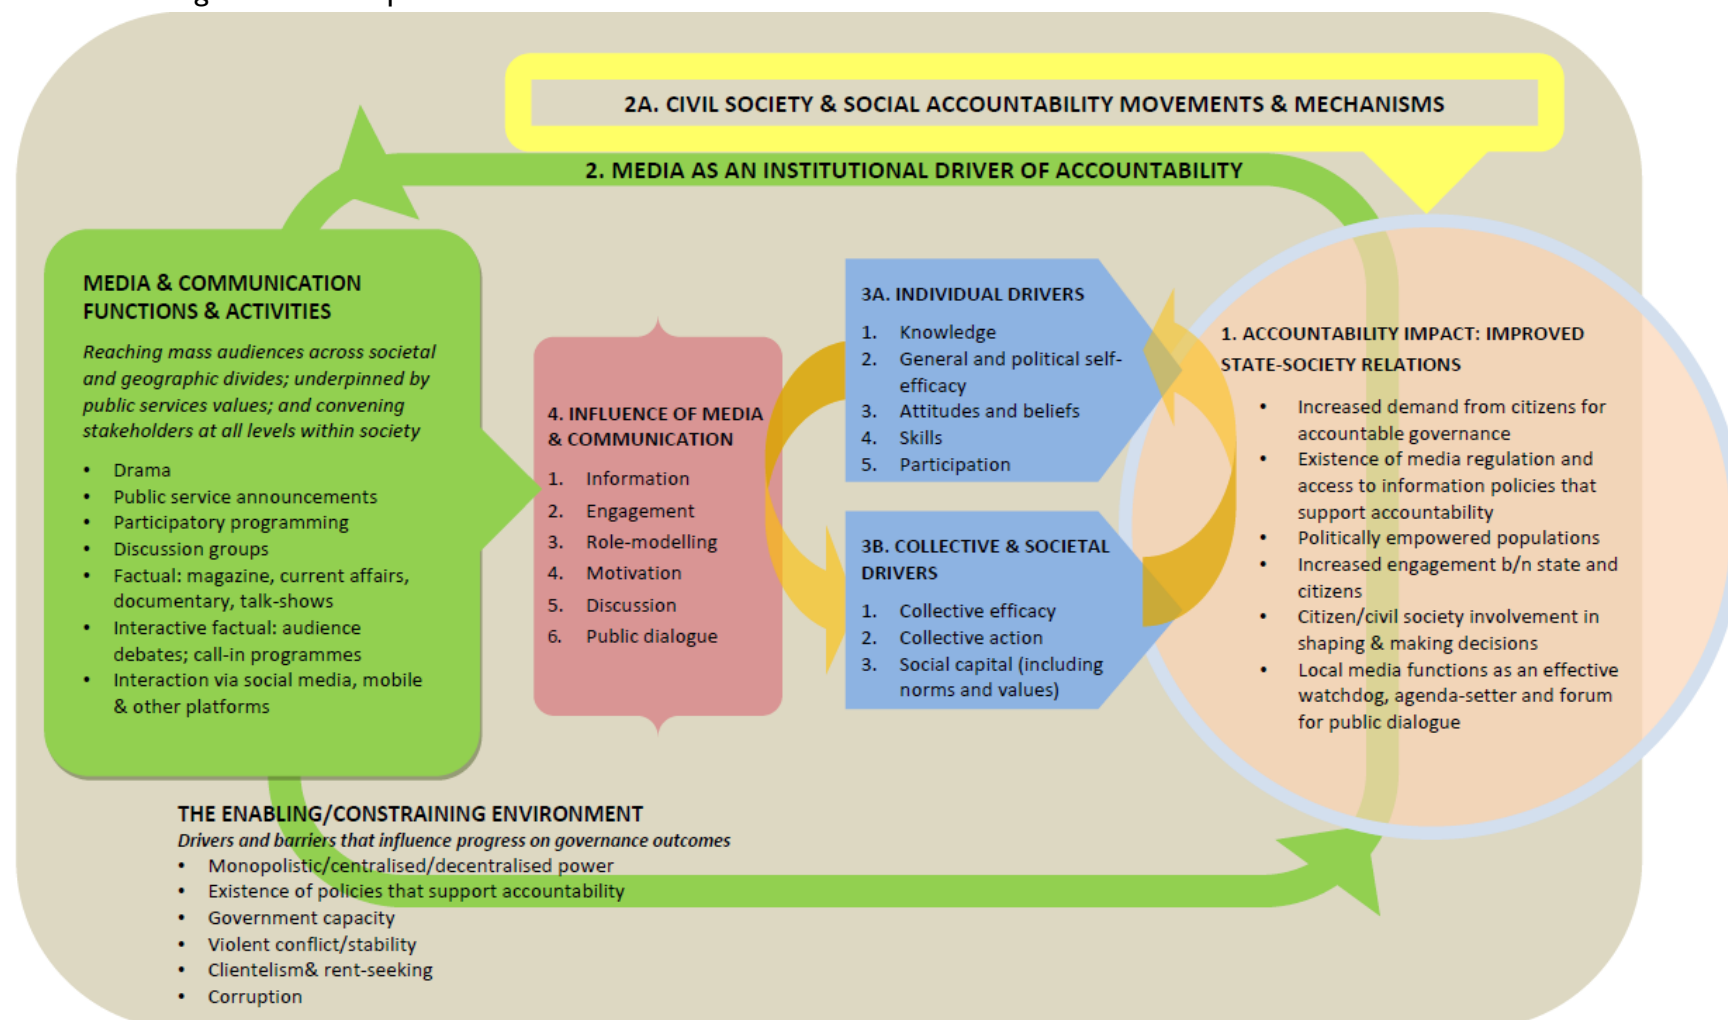 2A. CIVIL SOCIETY & SOCIAL ACCOUNTABILITY MOVEMENTS & MECHANISMS
2. MEDIA AS AN INSTITUTIONAL DRIVER OF ACCOUNTABILITY
MEDIA & COMMUNICATION
FUNCTIONS & ACTIVITIES
Reaching mass audiences across societal
and geographic divides; underpinned by
public services values; and convening
stakeholders at all levels within society
• Drama
• Public service announcements
• Participatory programming
• Discussion groups
• Factual: magazine, current affairs,
documentary, talk-shows
• Interactive factual: audience
debates; call-in programmes
• Interaction via social media, mobile
& other platforms
4. INFLUENCE OF MEDIA
& COMMUNICATION
1. Information
2. Engagement
3. Role-modelling
4. Motivation
5. Discussion
6. Public dialogue
3A. INDIVIDUAL DRIVERS
1. Knowledge
2. General and political self-
efficacy
3. Attitudes and beliefs
4. Skills
5. Participation
3B. COLLECTIVE & SOCIETAL
DRIVERS
1. Collective efficacy
2. Collective action
3. Social capital (including
norms and values)
1. ACCOUNTABILITY IMPACT: IMPROVED
STATE-SOCIETY RELATIONS
• Increased demand from citizens for
accountable governance
• Existence of media regulation and
access to information policies that
support accountability
• Politically empowered populations
• Increased engagement b/n state and
citizens
• Citizen/civil society involvement in
shaping & making decisions
• Local media functions as an effective
watchdog, agenda-setter and forum
for public dialogue
THE ENABLING/CONSTRAINING ENVIRONMENT
Drivers and barriers that influence progress on governance outcomes
• Monopolistic/centralised/decentralised power
• Existence of policies that support accountability
• Government capacity
• Violent conflict/stability
• Clientelism& rent-seeking
• Corruption